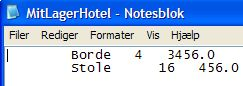 MitLagerHotel - Notesblok
Filer Rediger Formater Vis Hjælp
Borde 4 3456.0
Stole 16 456.0